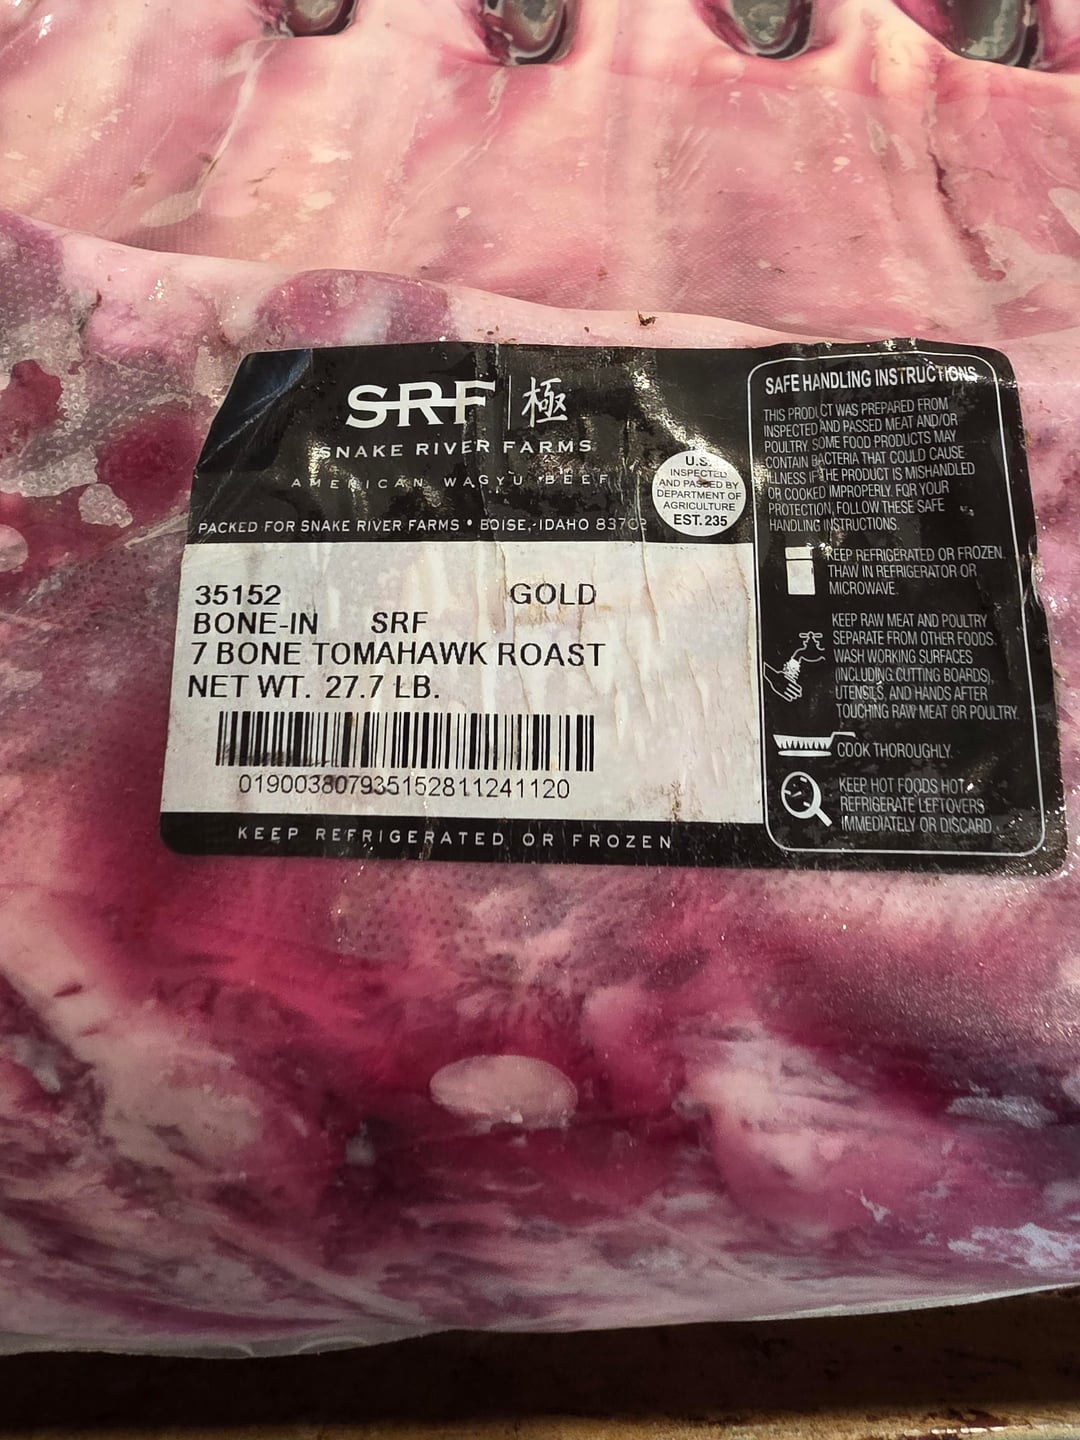 SRF 極
SNAKE RIVER FARMS
AMERICAN WAGYU BEEF
PACKED FOR SNAKE RIVER FARMS • BOISE, IDAHO 83702
U.S.
INSPECTED
AND PASSED BY
DEPARTMENT OF
AGRICULTURE
EST. 235
35152 GOLD
BONE-IN SRF
7 BONE TOMAHAWK ROAST
NET WT. 27.7 LB.
019003807935152811241120
KEEP REFRIGERATED OR FROZEN
SAFE HANDLING INSTRUCTIONS
THIS PRODUCT WAS PREPARED FROM
INSPECTED AND PASSED MEAT AND/OR
POULTRY. SOME FOOD PRODUCTS MAY
CONTAIN BACTERIA THAT COULD CAUSE
ILLNESS IF THE PRODUCT IS MISHANDLED
OR COOKED IMPROPERLY. FOR YOUR
PROTECTION, FOLLOW THESE SAFE
HANDLING INSTRUCTIONS.
KEEP REFRIGERATED OR FROZEN.
THAW IN REFRIGERATOR OR
MICROWAVE.
KEEP RAW MEAT AND POULTRY
SEPARATE FROM OTHER FOODS.
WASH WORKING SURFACES
(INCLUDING CUTTING BOARDS),
UTENSILS, AND HANDS AFTER
TOUCHING RAW MEAT OR POULTRY.
COOK THOROUGHLY.
KEEP HOT FOODS HOT.
REFRIGERATE LEFTOVERS
IMMEDIATELY OR DISCARD.